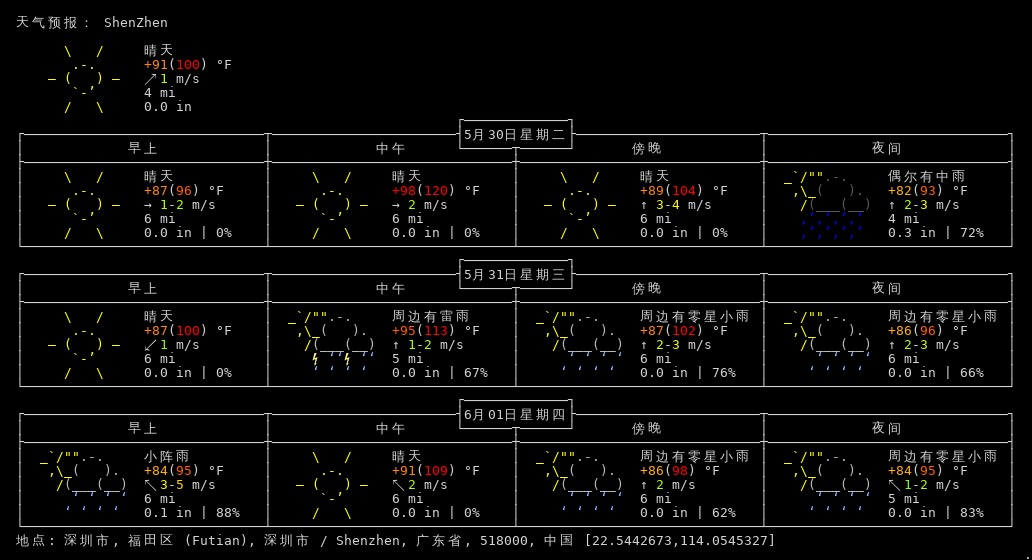 天气预报： ShenZhen
晴天
+91(100) °F
↗1 m/s
4 mi
0.0 in
5月30日星期二
早上 中午 傍晚 夜间
晴天 晴天 晴天 偶尔有中雨
+87(96) °F +98(120) °F +89(104) °F +82(93) °F
→ 1-2 m/s → 2 m/s ↑ 3-4 m/s ↑ 2-3 m/s
6 mi 6 mi 6 mi 4 mi
0.0 in | 0% 0.0 in | 0% 0.0 in | 0% 0.3 in | 72%
5月31日星期三
早上 中午 傍晚 夜间
晴天 周边有雷雨 周边有零星小雨 周边有零星小雨
+87(100) °F +95(113) °F +87(102) °F +86(96) °F
↙1 m/s ↑ 1-2 m/s ↑ 2-3 m/s ↑ 2-3 m/s
6 mi 5 mi 6 mi 6 mi
0.0 in | 0% 0.0 in | 67% 0.0 in | 76% 0.0 in | 66%
6月01日星期四
早上 中午 傍晚 夜间
小阵雨 晴天 周边有零星小雨 周边有零星小雨
+84(95) °F +91(109) °F +86(98) °F +84(95) °F
↖3-5 m/s ↖2 m/s ↑ 2 m/s ↖1-2 m/s
6 mi 6 mi 6 mi 5 mi
0.1 in | 88% 0.0 in | 0% 0.0 in | 62% 0.0 in | 83%
地点: 深圳市, 福田区 (Futian), 深圳市 / Shenzhen, 广东省, 518000, 中国 [22.5442673,114.0545327]